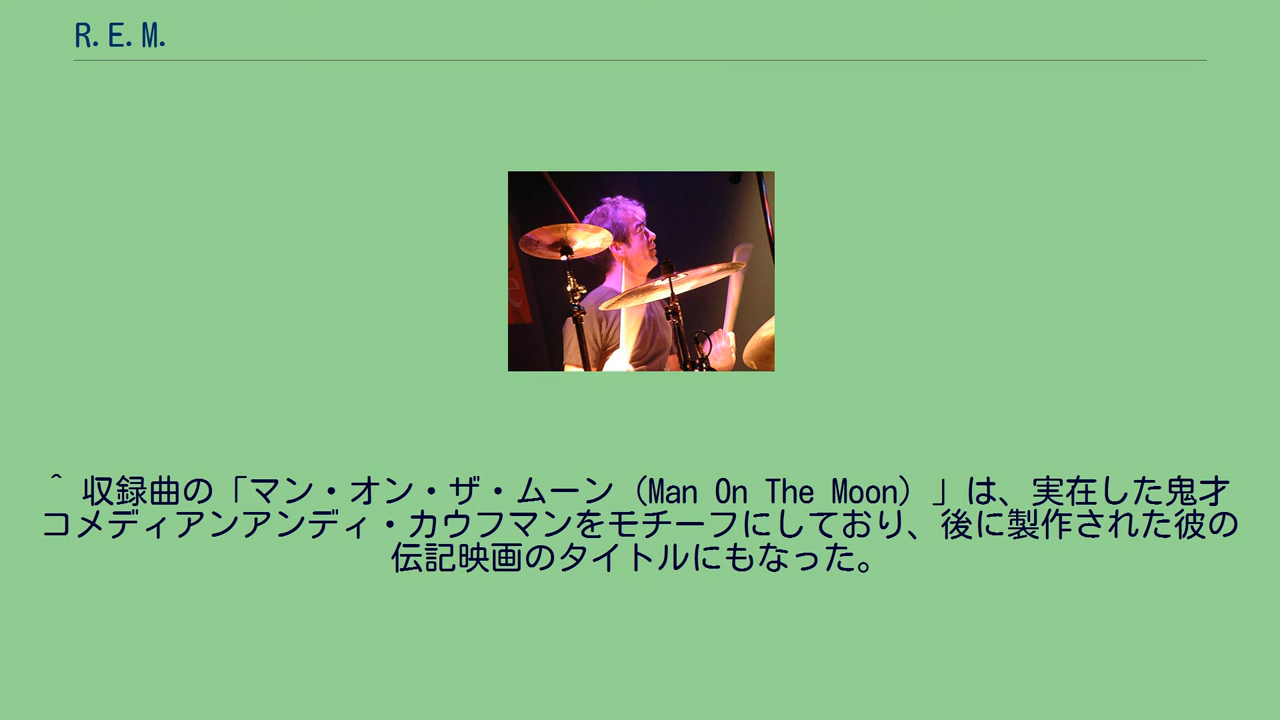 R.E.M.
^ 収録曲の「マン・オン・ザ・ムーン（Man On The Moon）」は、実在した鬼才
コメディアンアンディ・カウフマンをモチーフにしており、後に製作された彼の
伝記映画のタイトルにもなった。